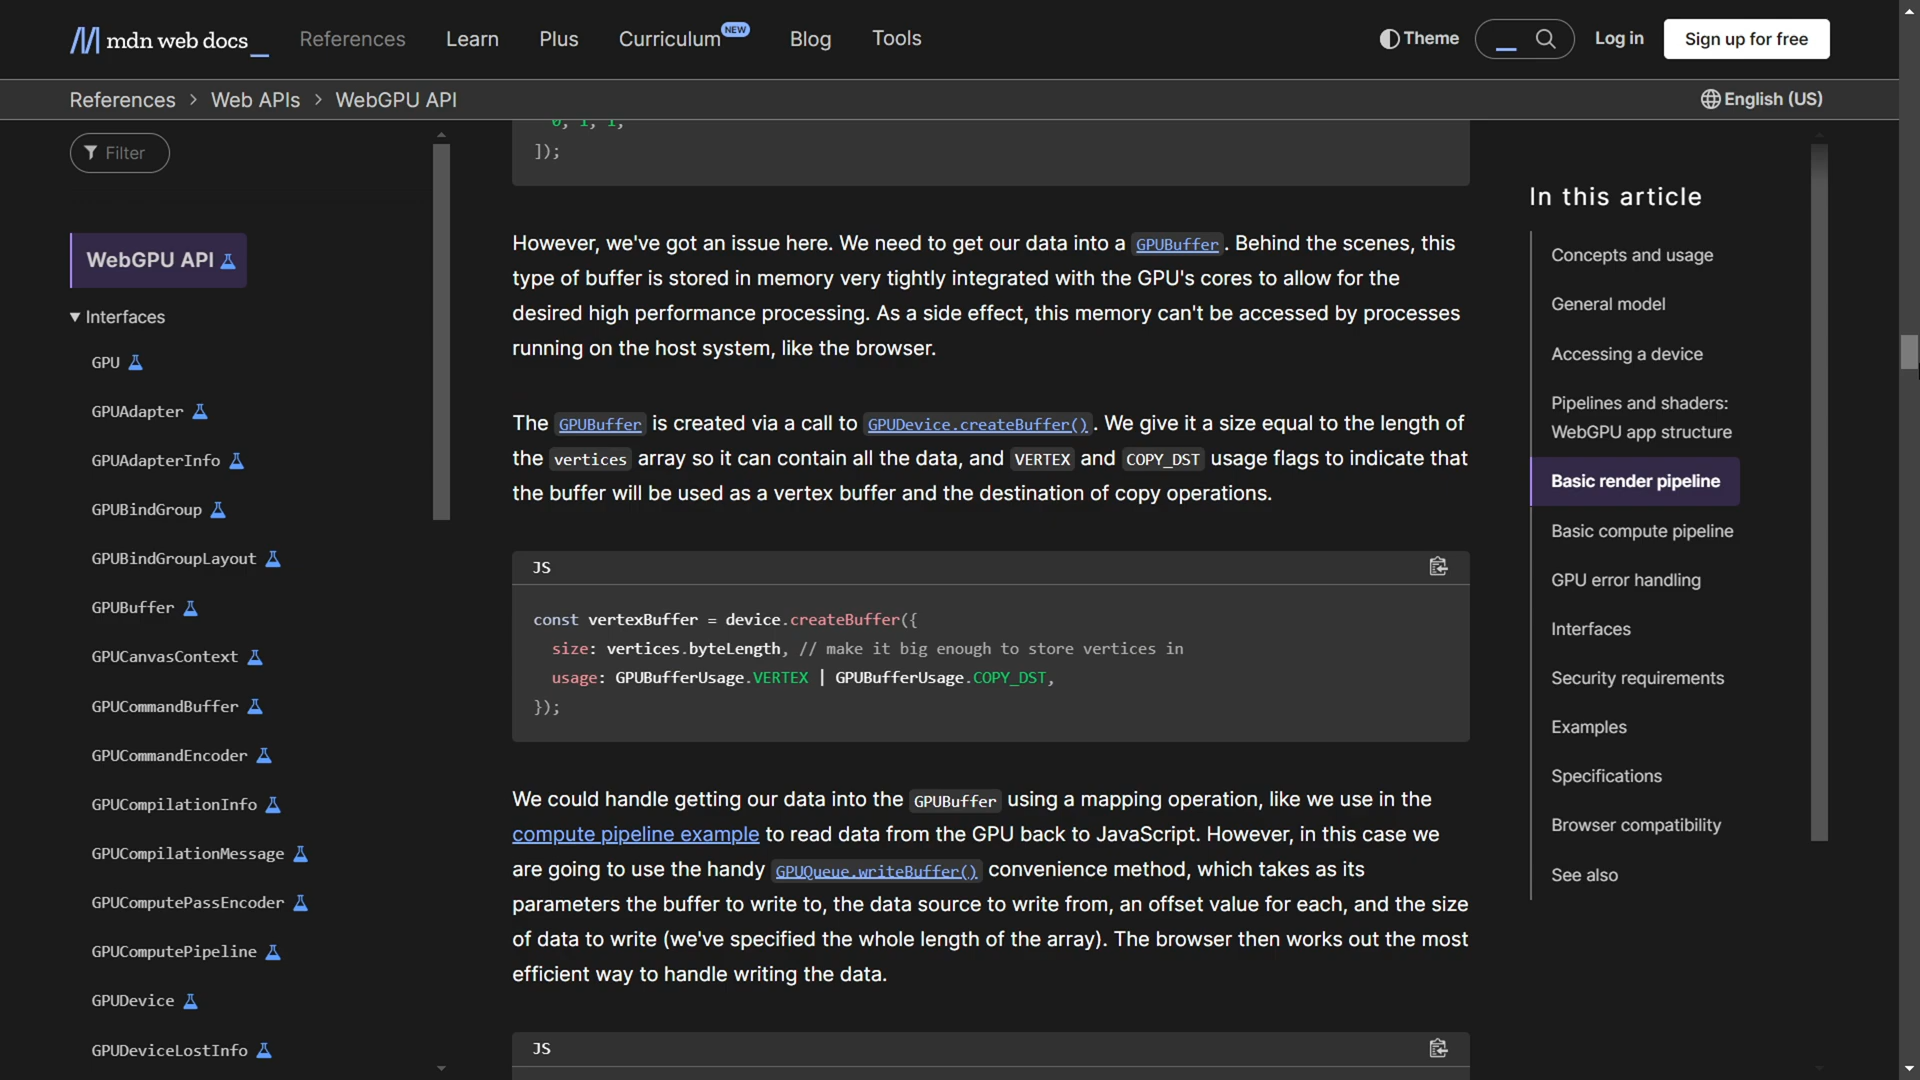 mdn web docs_
References
Learn
Plus
Curriculum NEW
Blog
Tools
Theme
Log in
Sign up for free
References > Web APIs > WebGPU API
English (US)
Filter
WebGPU API
▼ Interfaces
GPU
GPUAdapter
GPUAdapterInfo
GPUBindGroup
GPUBindGroupLayout
GPUBuffer
GPUCanvasContext
GPUCommandBuffer
GPUCommandEncoder
GPUCompilationInfo
GPUCompilationMessage
GPUComputePassEncoder
GPUComputePipeline
GPUDevice
GPUDeviceLostInfo
0, 1, 1,
]);
However, we've got an issue here. We need to get our data into a GPUBuffer. Behind the scenes, this
type of buffer is stored in memory very tightly integrated with the GPU's cores to allow for the
desired high performance processing. As a side effect, this memory can't be accessed by processes
running on the host system, like the browser.
The GPUBuffer is created via a call to GPUDevice.createBuffer(). We give it a size equal to the length of
the vertices array so it can contain all the data, and VERTEX and COPY_DST usage flags to indicate that
the buffer will be used as a vertex buffer and the destination of copy operations.
JS
const vertexBuffer = device.createBuffer({
size: vertices.byteLength, // make it big enough to store vertices in
usage: GPUBufferUsage.VERTEX | GPUBufferUsage.COPY_DST,
});
We could handle getting our data into the GPUBuffer using a mapping operation, like we use in the
compute pipeline example to read data from the GPU back to JavaScript. However, in this case we
are going to use the handy GPUQueue.writeBuffer() convenience method, which takes as its
parameters the buffer to write to, the data source to write from, an offset value for each, and the size
of data to write (we've specified the whole length of the array). The browser then works out the most
efficient way to handle writing the data.
JS
In this article
Concepts and usage
General model
Accessing a device
Pipelines and shaders:
WebGPU app structure
Basic render pipeline
Basic compute pipeline
GPU error handling
Interfaces
Security requirements
Examples
Specifications
Browser compatibility
See also